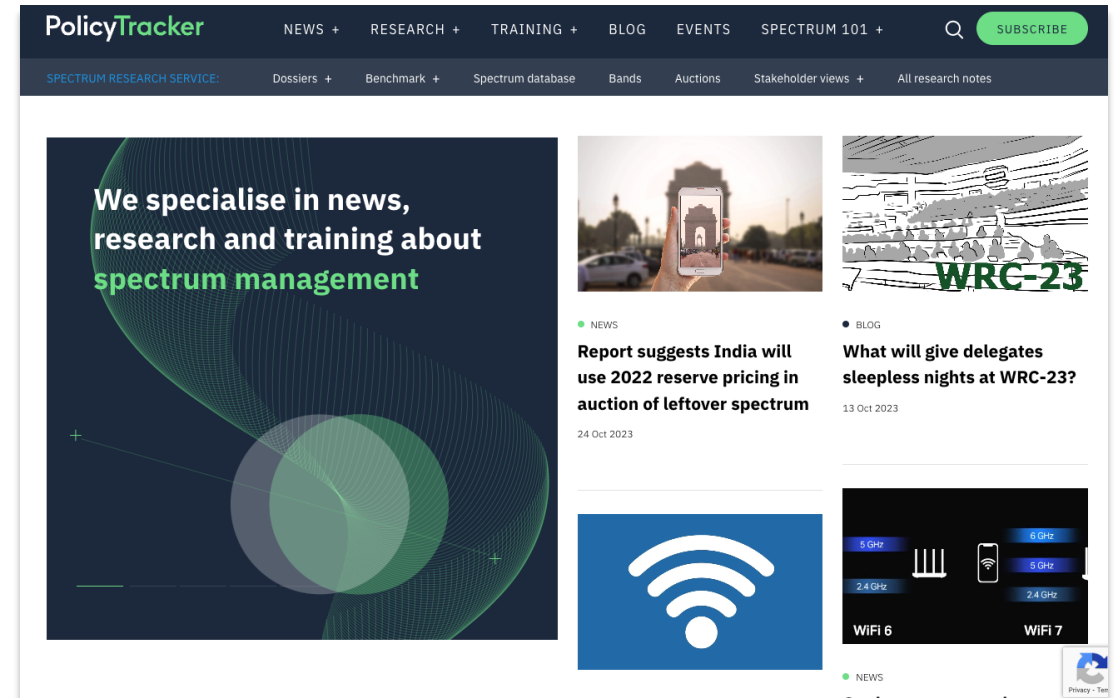 PolicyTracker
NEWS + RESEARCH + TRAINING + BLOG EVENTS SPECTRUM 101 +
SUBSCRIBE
SPECTRUM RESEARCH SERVICE: Dossiers + Benchmark + Spectrum database Bands Auctions Stakeholder views + All research notes
We specialise in news,
research and training about
spectrum management
NEWS
Report suggests India will
use 2022 reserve pricing in
auction of leftover spectrum
24 Oct 2023
WRC-23
BLOG
What will give delegates
sleepless nights at WRC-23?
13 Oct 2023
5 GHz
2.4 GHz
WiFi 6
6 GHz
5 GHz
2.4 GHz
WiFi 7
NEWS
Privacy -